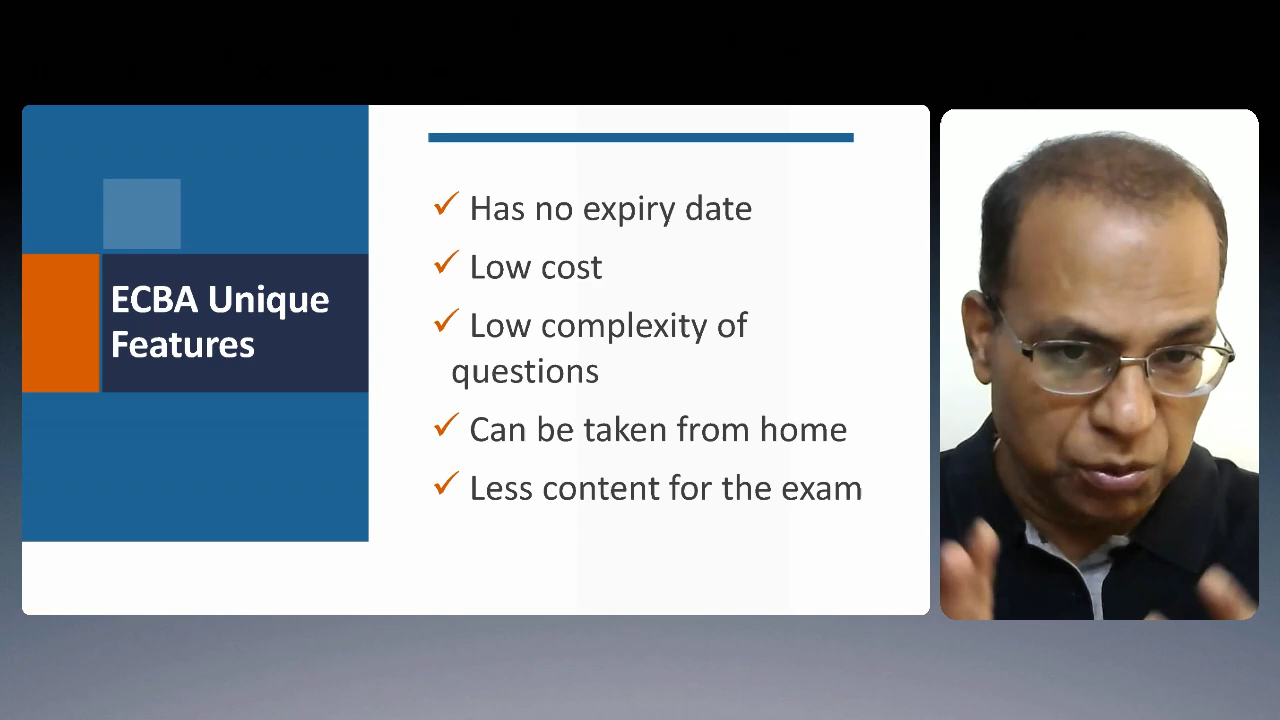 ECBA Unique
Features
✓ Has no expiry date
✓ Low cost
✓ Low complexity of
questions
✓ Can be taken from home
✓ Less content for the exam